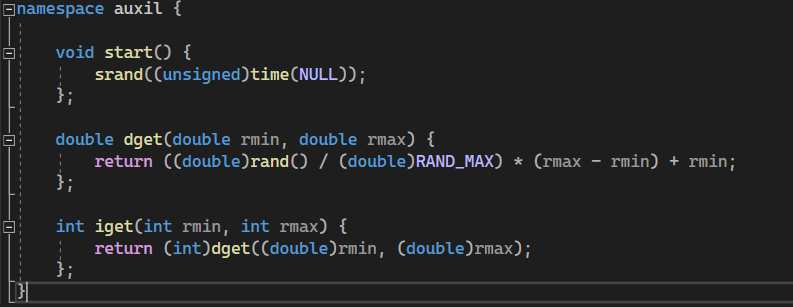 namespace auxil {
void start() {
srand((unsigned)time(NULL));
};
double dget(double rmin, double rmax) {
return ((double)rand() / (double)RAND_MAX) * (rmax - rmin) + rmin;
};
int iget(int rmin, int rmax) {
return (int)dget((double)rmin, (double)rmax);
};
}